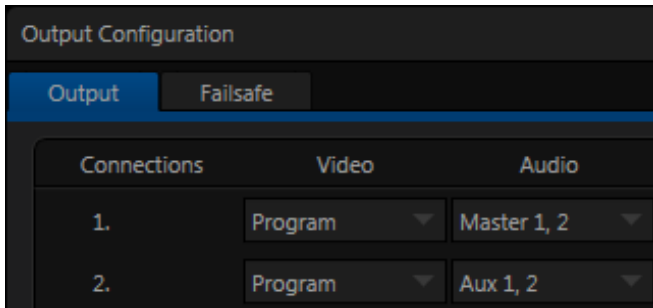 Output Configuration
Output Failsafe
Connections Video Audio
1. Program Master 1, 2
2. Program Aux 1, 2